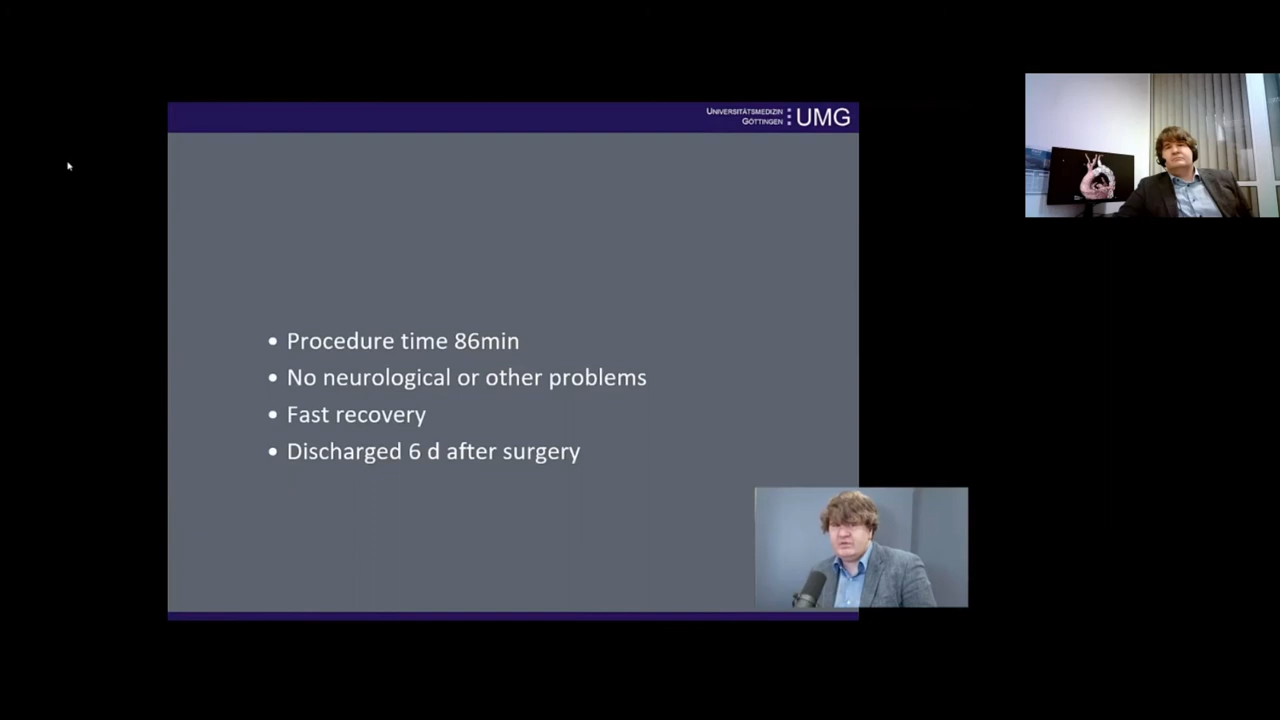 UNIVERSITÄTSMEDIZIN
GÖTTINGEN
UMG
• Procedure time 86min
• No neurological or other problems
• Fast recovery
• Discharged 6 d after surgery